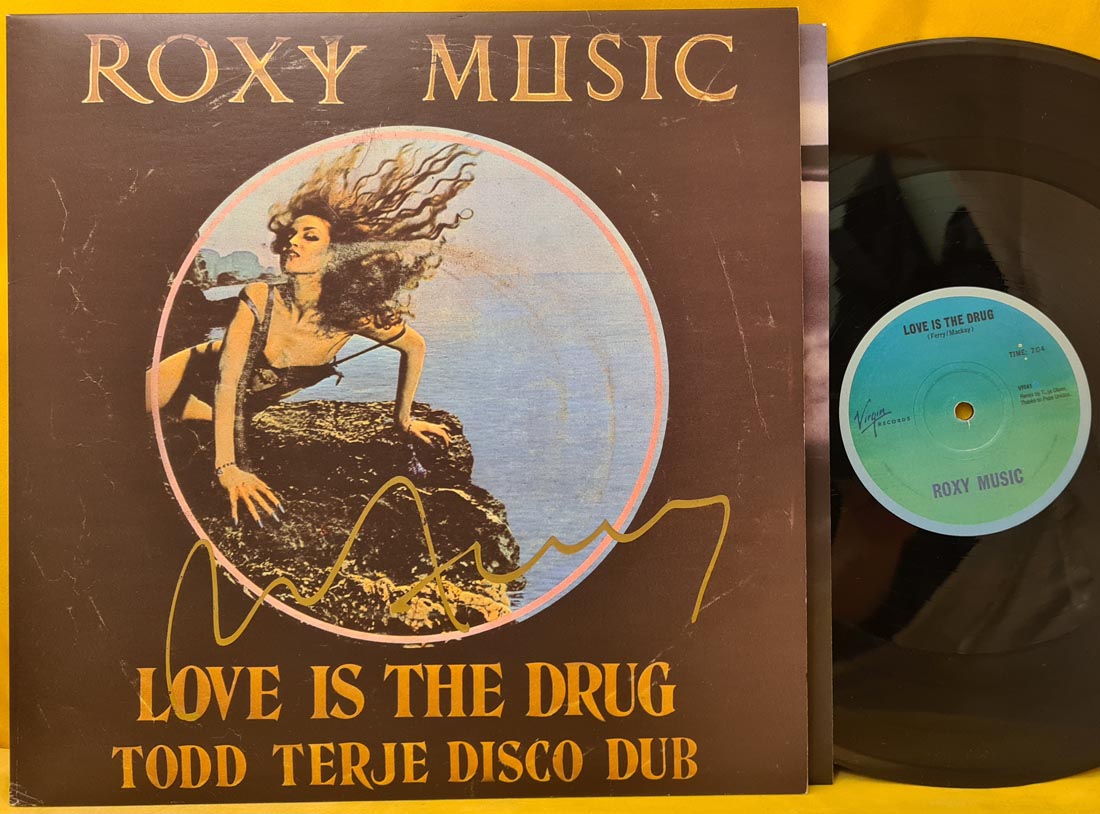 ROXY MUSIC
LOVE IS THE DRUG
TODD TERJE DISCO DUB
LOVE IS THE DRUG
(Ferry/Mackay)
TIME: 7:04
Virgin
RECORDS
ROXY MUSIC